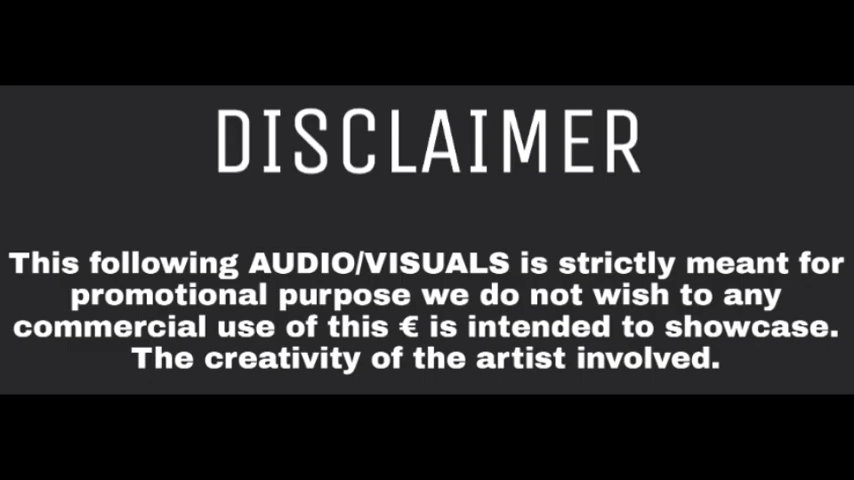 DISCLAIMER
This following AUDIO/VISUALS is strictly meant for
promotional purpose we do not wish to any
commercial use of this € is intended to showcase.
The creativity of the artist involved.